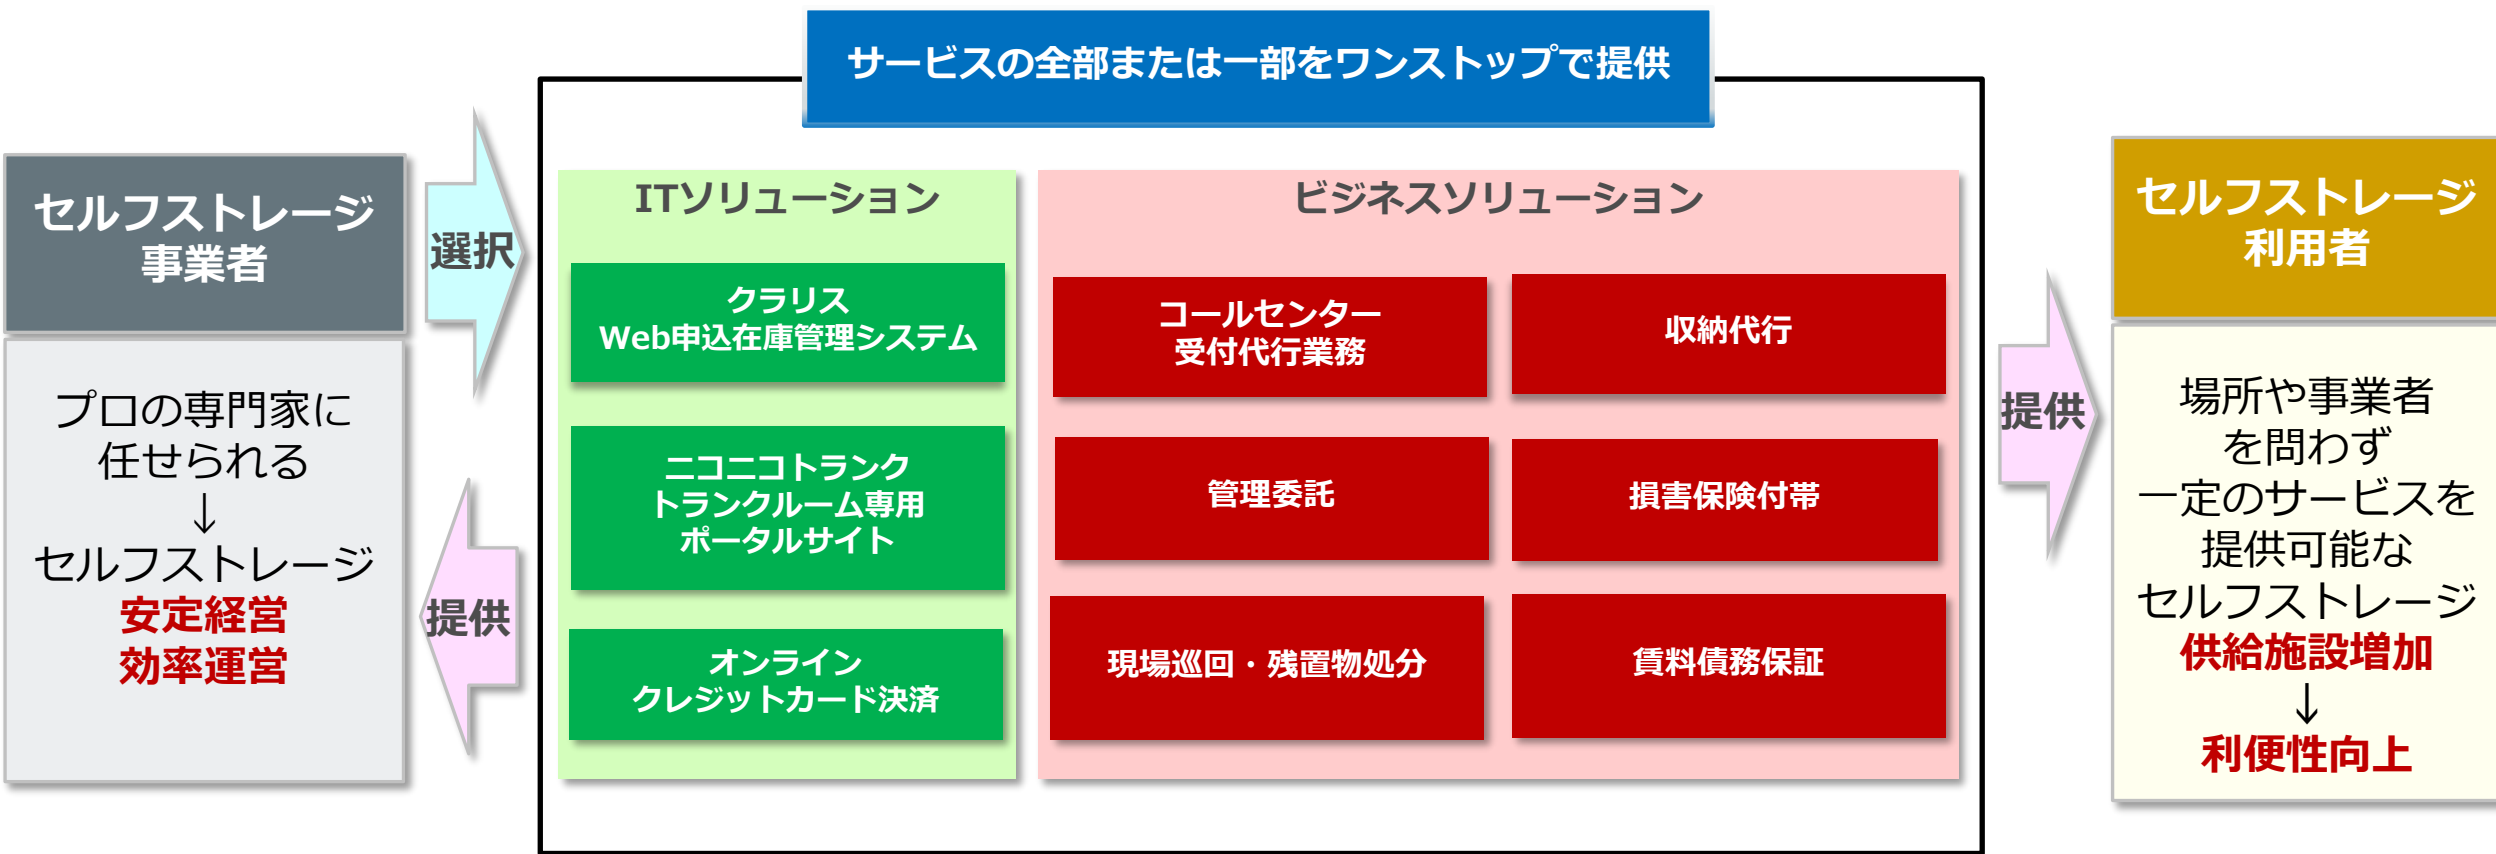 サービスの全部または一部をワンストップで提供
セルフストレージ
事業者
プロの専門家に
任せられる
↓
セルフストレージ
安定経営
効率運営
選択
提供
ITソリューション
クラリス
Web申込在庫管理システム
ニコニコトランク
トランクルーム専用
ポータルサイト
オンライン
クレジットカード決済
ビジネスソリューション
コールセンター
受付代行業務
収納代行
管理委託
損害保険付帯
現場巡回・残置物処分
賃料債務保証
提供
セルフストレージ
利用者
場所や事業者
を問わず
一定のサービスを
提供可能な
セルフストレージ
供給施設増加
↓
利便性向上